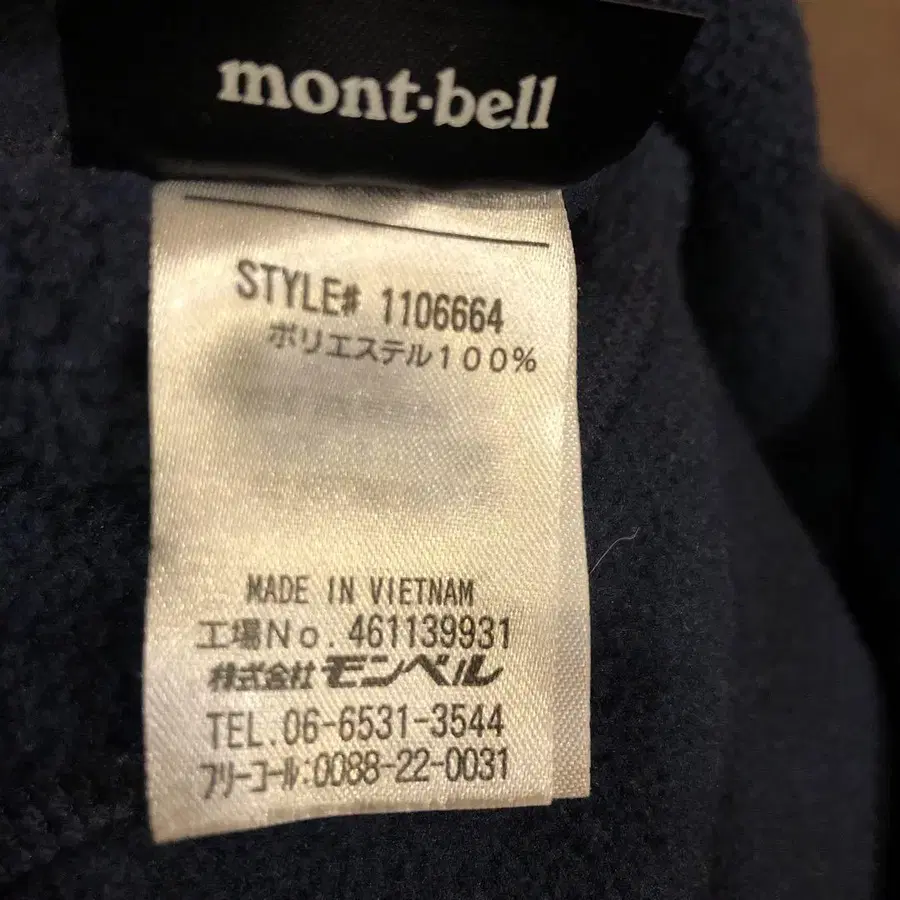 mont-bell
STYLE# 1106664
ポリエステル100%
MADE IN VIETNAM
工場No.461139931
株式会社モンベル
TEL.06-6531-3544
フリーコール:0088-22-0031